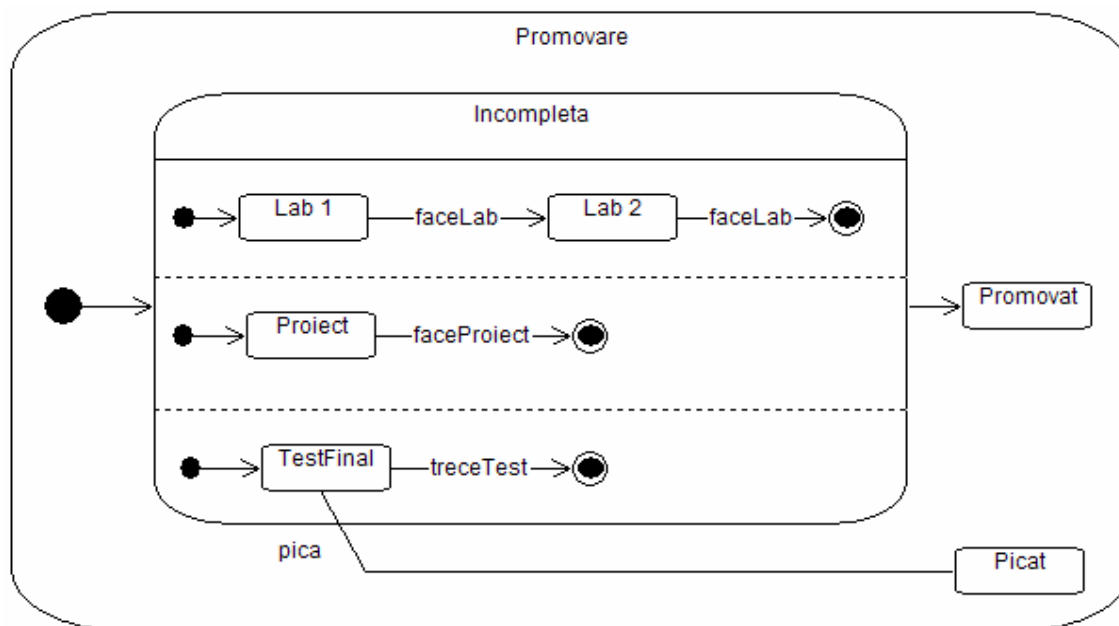 Promovare
Incompleta
Lab 1
faceLab
Lab 2
faceLab
Proiect
faceProiect
Promovat
TestFinal
treceTest
pica
Picat